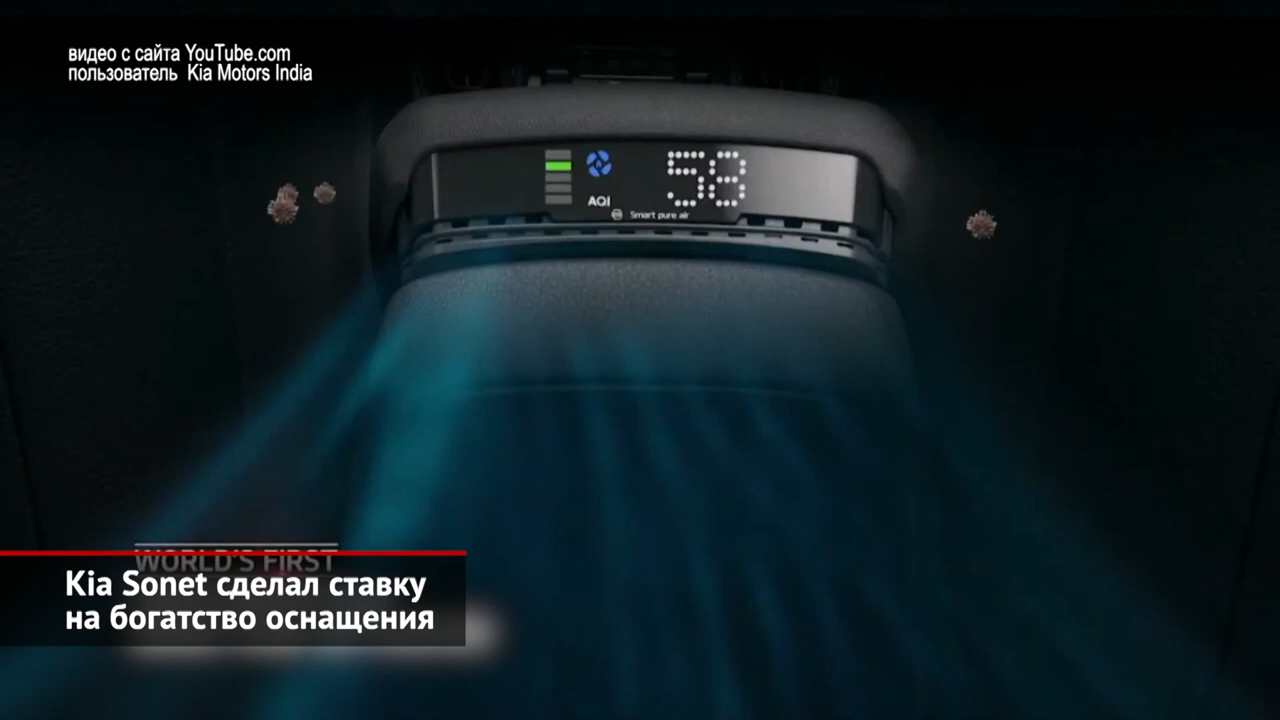 видео с сайта YouTube.com
пользователь Kia Motors India
58
AQI
Smart pure air
WORLD'S FIRST
Kia Sonet сделал ставку
на богатство оснащения